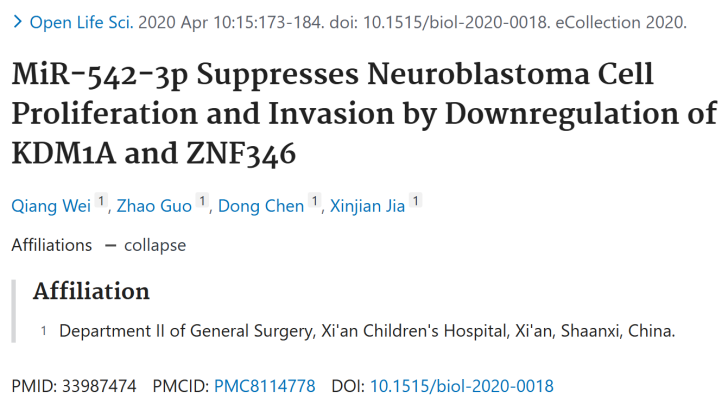 > Open Life Sci. 2020 Apr 10:15:173-184. doi: 10.1515/biol-2020-0018. eCollection 2020.
MiR-542-3p Suppresses Neuroblastoma Cell
Proliferation and Invasion by Downregulation of
KDM1A and ZNF346
Qiang Wei 1, Zhao Guo 1, Dong Chen 1, Xinjian Jia 1
Affiliations — collapse
Affiliation
1 Department II of General Surgery, Xi'an Children's Hospital, Xi'an, Shaanxi, China.
PMID: 33987474 PMCID: PMC8114778 DOI: 10.1515/biol-2020-0018